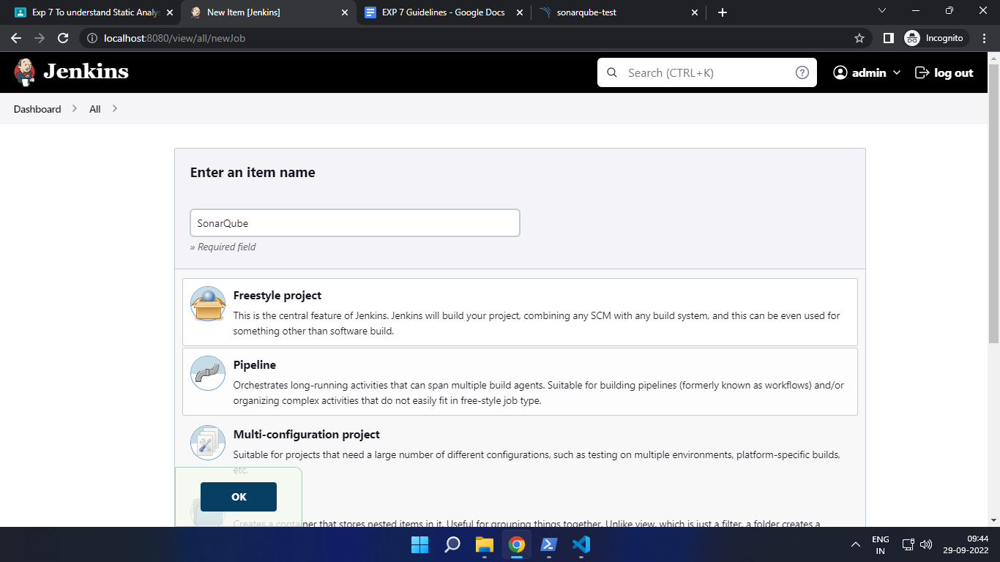 Exp 7 To understand Static Analys
New Item [Jenkins]
EXP 7 Guidelines - Google Docs
sonarqube-test
localhost:8080/view/all/newJob
Incognito
Jenkins
Search (CTRL+K)
admin
log out
Dashboard
All
Enter an item name
SonarQube
» Required field
Freestyle project
This is the central feature of Jenkins. Jenkins will build your project, combining any SCM with any build system, and this can be even used for
something other than software build.
Pipeline
Orchestrates long-running activities that can span multiple build agents. Suitable for building pipelines (formerly known as workflows) and/or
organizing complex activities that do not easily fit in free-style job type.
Multi-configuration project
Suitable for projects that need a large number of different configurations, such as testing on multiple environments, platform-specific builds,
etc.
OK
Creates a container that stores nested items in it. Useful for grouping things together. Unlike view, which is just a filter, a folder creates a
ENG
IN
09:44
29-09-2022